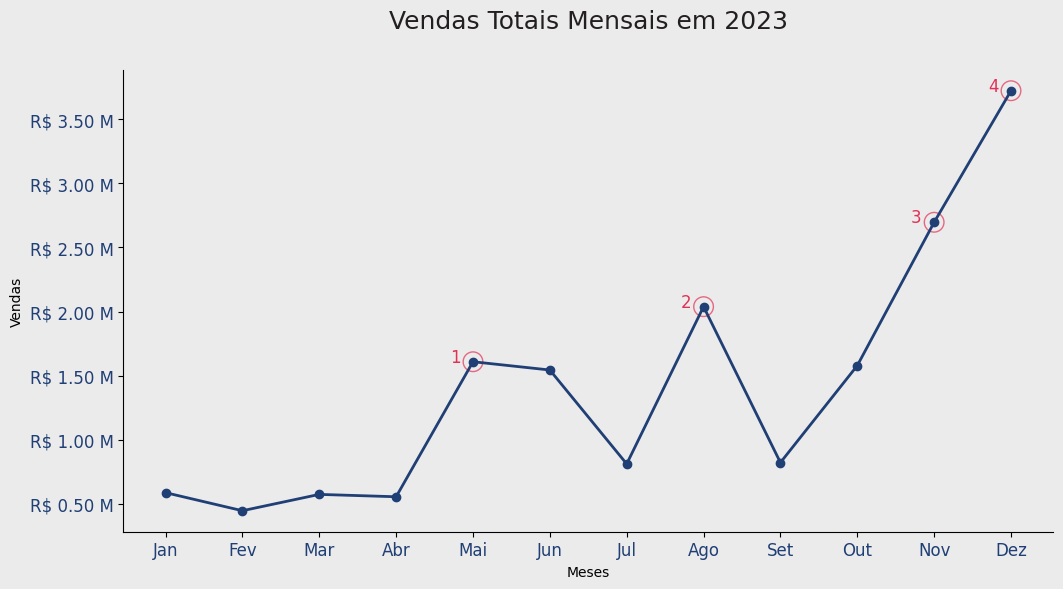 Vendas Totais Mensais em 2023
4
R$ 3.50 M
R$ 3.00 M
3
R$ 2.50 M
Vendas
R$ 2.00 M
2
1
R$ 1.50 M
R$ 1.00 M
R$ 0.50 M
Jan Fev Mar Abr Mai Jun Jul Ago Set Out Nov Dez
Meses